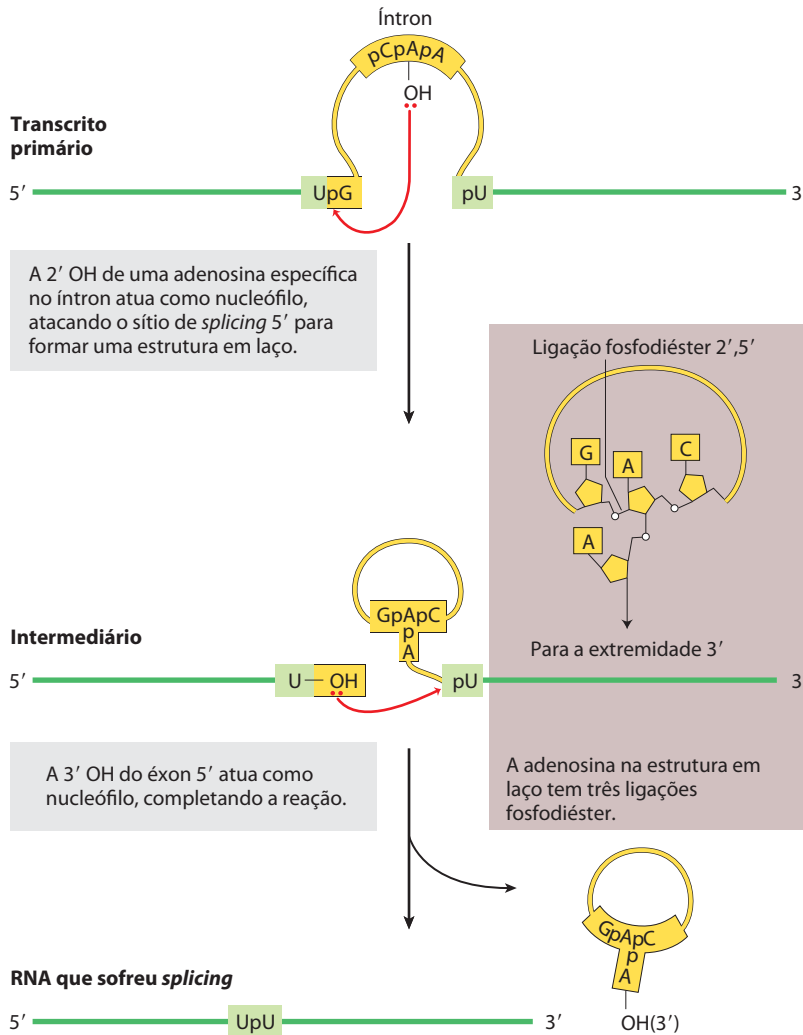 Íntron
pCpApA
OH
Transcrito
primário
5′
UpG
pU
3
A 2′ OH de uma adenosina específica
no íntron atua como nucleófilo,
atacando o sítio de splicing 5′ para
formar uma estrutura em laço.
Ligação fosfodiéster 2′,5′
G
A
C
A
Para a extremidade 3′
A adenosina na estrutura em
laço tem três ligações
fosfodiéster.
GpApC
p
A
Intermediário
5′
U
OH
pU
3
A 3′ OH do éxon 5′ atua como
nucleófilo, completando a reação.
GpApC
p
A
OH(3′)
RNA que sofreu splicing
5′
UpU
3′